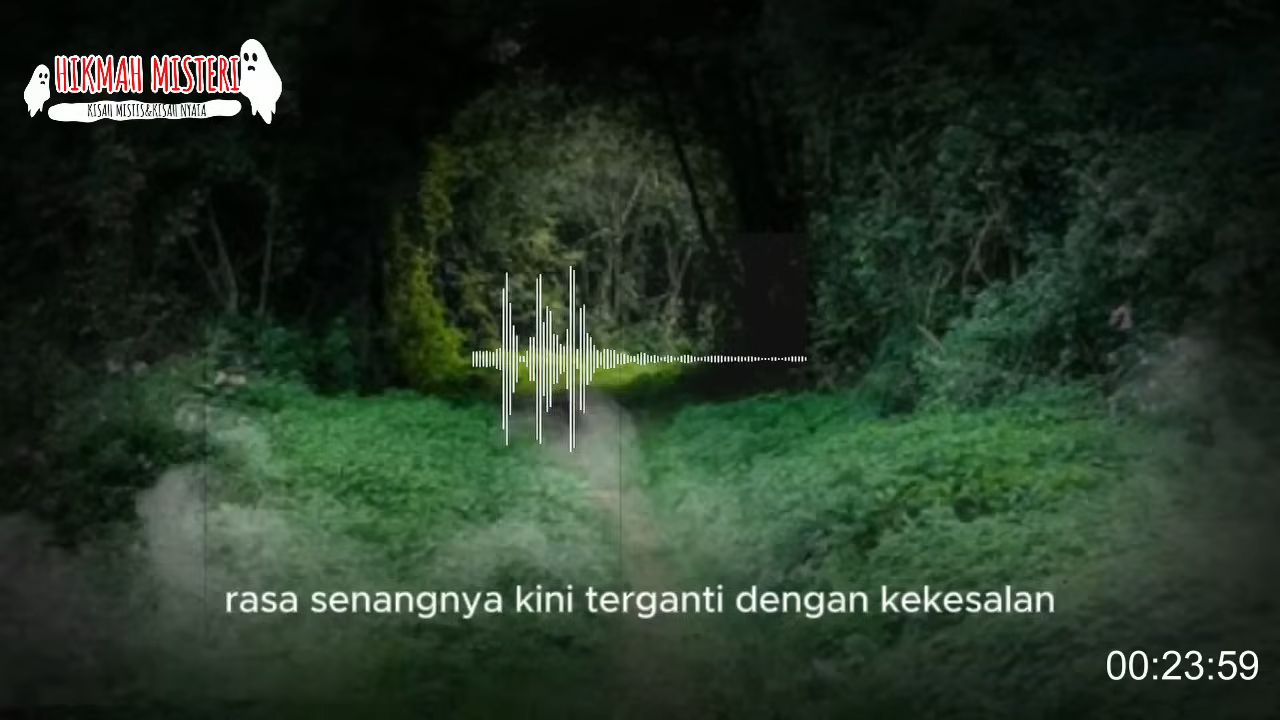 HIKMAH MISTERI
KISAH MISTIS&KISAH NYATA
rasa senangnya kini terganti dengan kekesalan
00:23:59